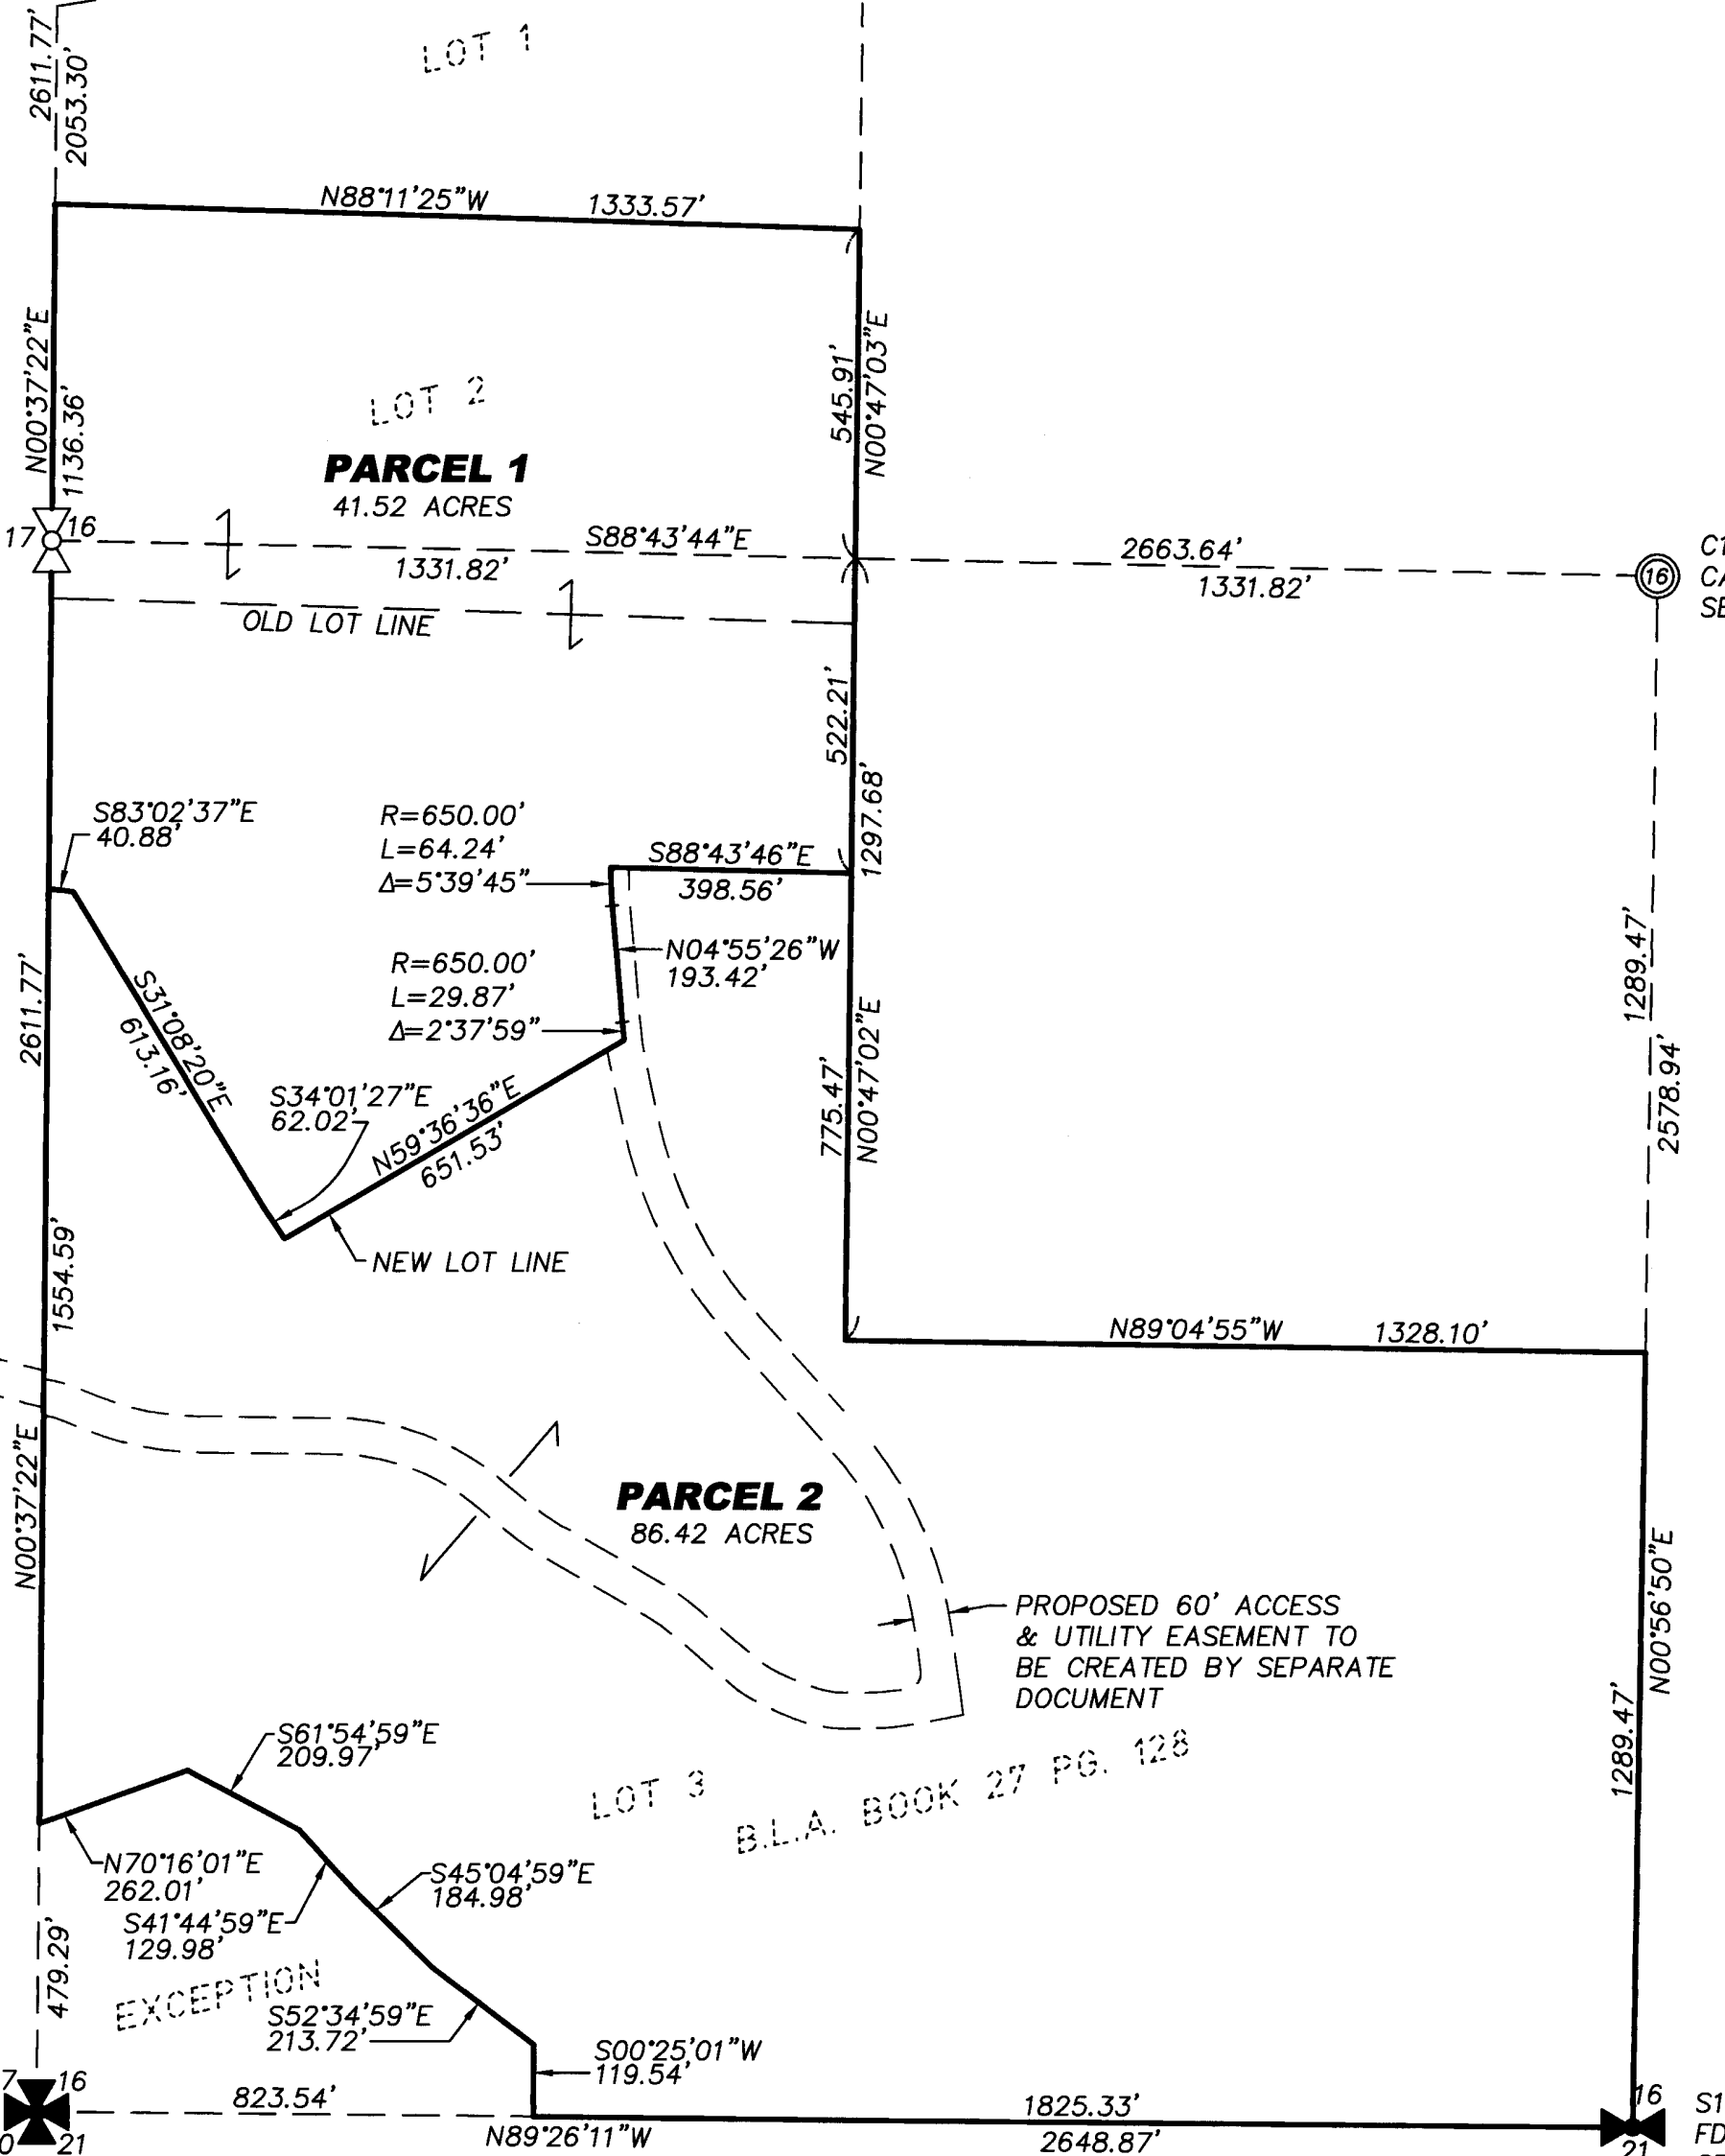 2611.77'
2053.30'
LOT 1
N88°11'25"W 1333.57'
N00°37'22"E
1136.36'
545.91'
N00°47'03"E
LOT 2
PARCEL 1
41.52 ACRES
17 16
S88°43'44"E
1331.82'
2663.64'
1331.82'
16
C1
CA
SE
OLD LOT LINE
522.21'
1297.68'
S83°02'37"E
40.88'
R=650.00'
L=64.24'
Δ=5°39'45"
S88°43'46"E
398.56'
R=650.00'
L=29.87'
Δ=2°37'59"
N04°55'26"W
193.42'
2611.77'
S31°08'20"E
613.16'
S34°01'27"E
62.02'
N59°36'36"E
651.53'
NEW LOT LINE
775.47'
N00°47'02"E
1289.47'
2578.94'
1554.59'
N89°04'55"W 1328.10'
N00°37'22"E
PARCEL 2
86.42 ACRES
PROPOSED 60' ACCESS
& UTILITY EASEMENT TO
BE CREATED BY SEPARATE
DOCUMENT
N00°56'50"E
1289.47'
S61°54'59"E
209.97'
LOT 3
B.L.A. BOOK 27 PG. 128
N70°16'01"E
262.01'
S45°04'59"E
184.98'
S41°44'59"E
129.98'
479.29'
EXCEPTION
S52°34'59"E
213.72'
S00°25'01"W
119.54'
7 16
0 21
823.54'
N89°26'11"W
1825.33'
2648.87'
16
21
S1
FD